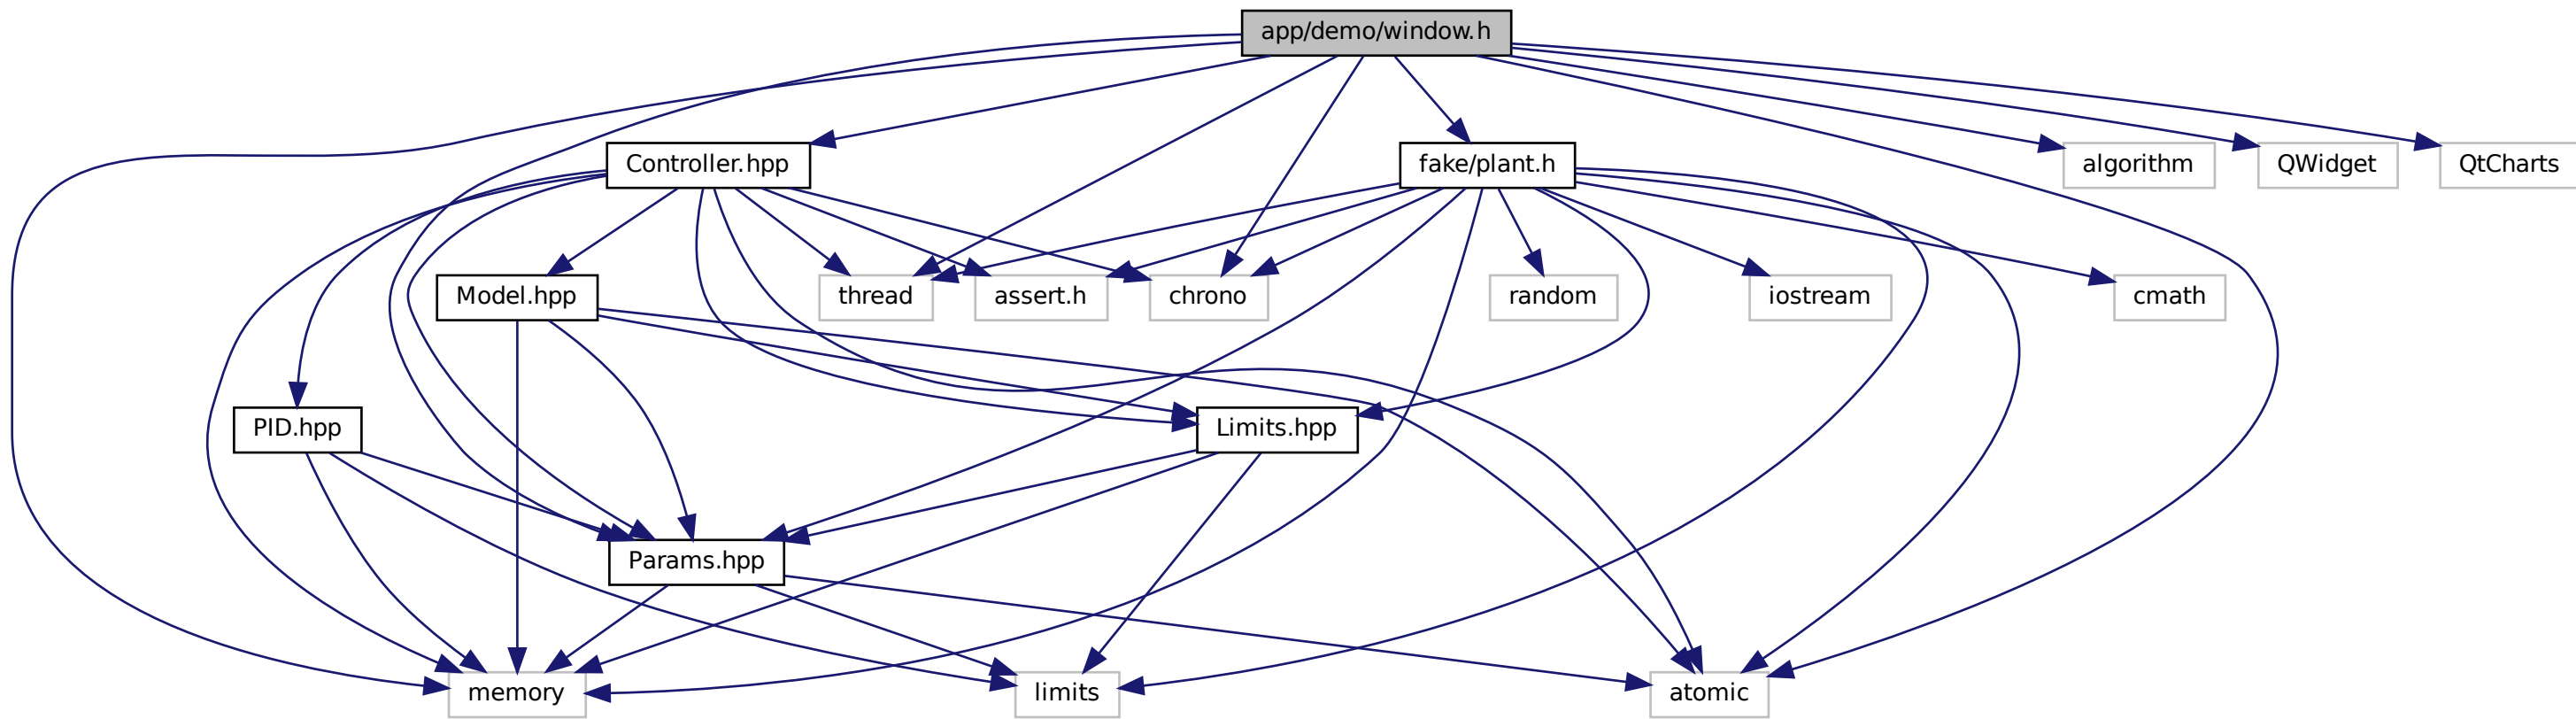 app/demo/window.h
Controller.hpp
fake/plant.h
algorithm
QWidget
QtCharts
Model.hpp
thread
assert.h
chrono
random
iostream
cmath
PID.hpp
Limits.hpp
Params.hpp
memory
limits
atomic